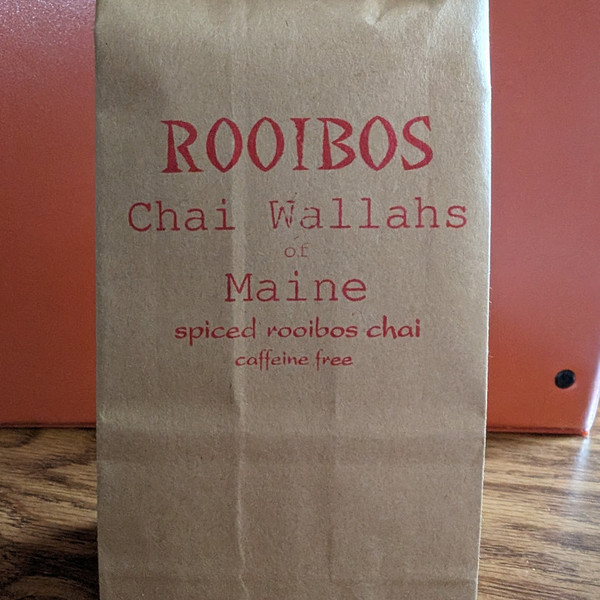 ROOIBOS
Chai Wallahs
of
Maine
spiced rooibos chai
caffeine free